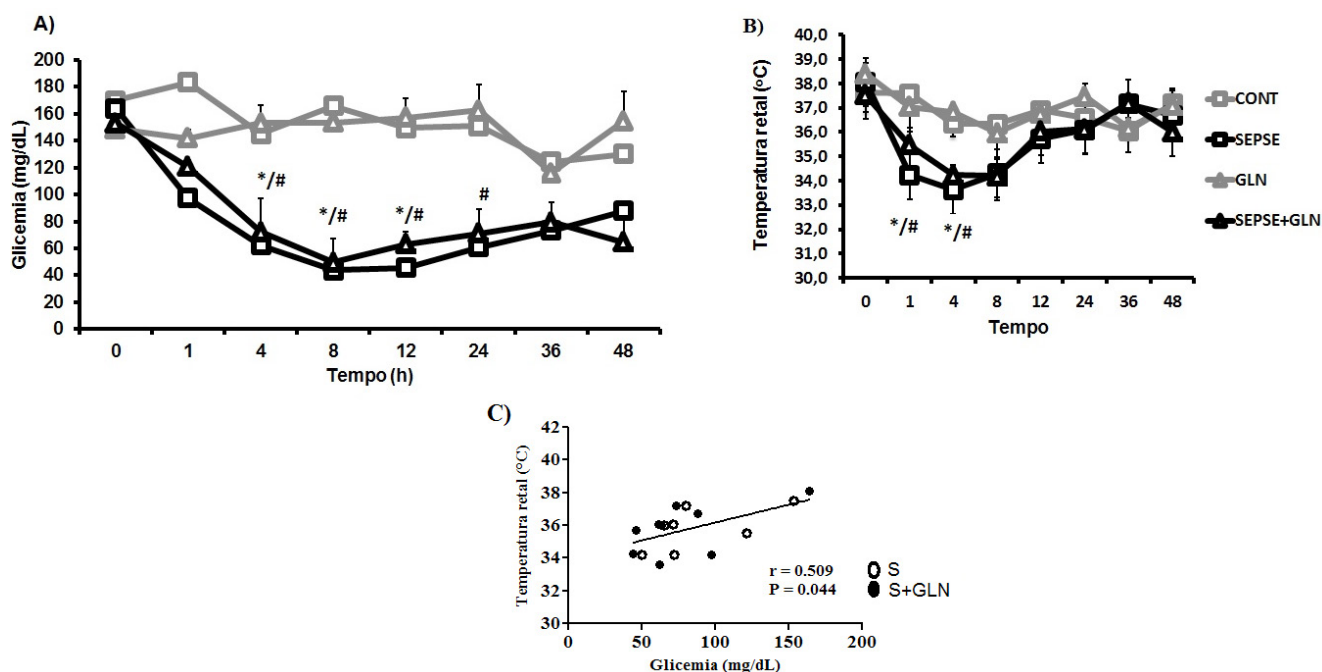 A)
Glicemia (mg/dL)
200
180
160
140
120
100
80
60
40
20
0
*/#
*/#
*/#
#
0 1 4 8 12 24 36 48
Tempo (h)
B)
Temperatura retal (ºC)
40,0
38,0
37,0
36,0
35,0
34,0
33,0
32,0
31,0
30,0
*/#
*/#
0 1 4 8 12 24 36 48
Tempo
CONT
SEPSE
GLN
SEPSE+GLN
C)
Temperatura retal (°C)
42
40
38
36
34
32
30
r = 0.509
P = 0.044
S
S+GLN
0 50 100 150 200
Glicemia (mg/dL)